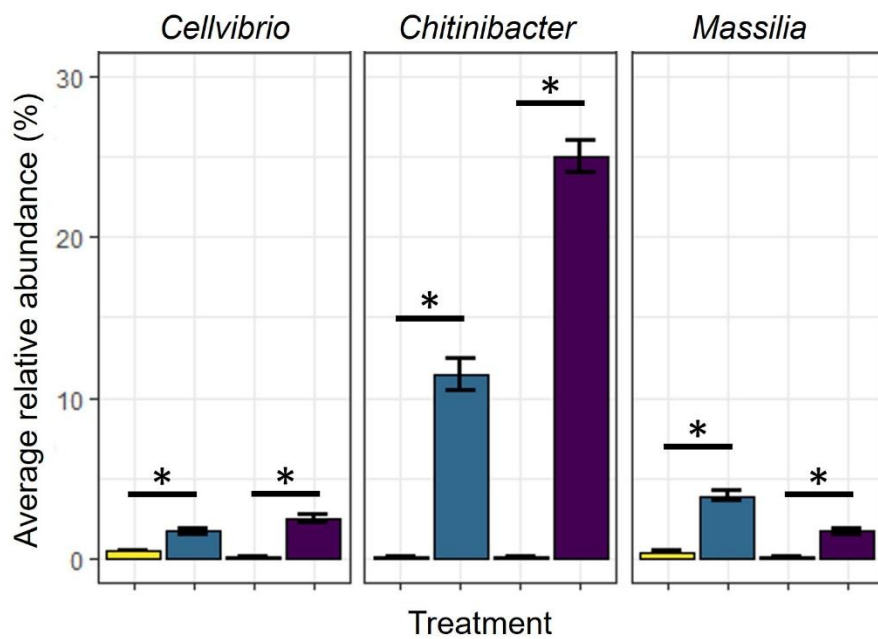 Cellvibrio
Chitinibacter
Massilia
Average relative abundance (%)
30
20
10
0
*
*
*
*
*
*
Treatment